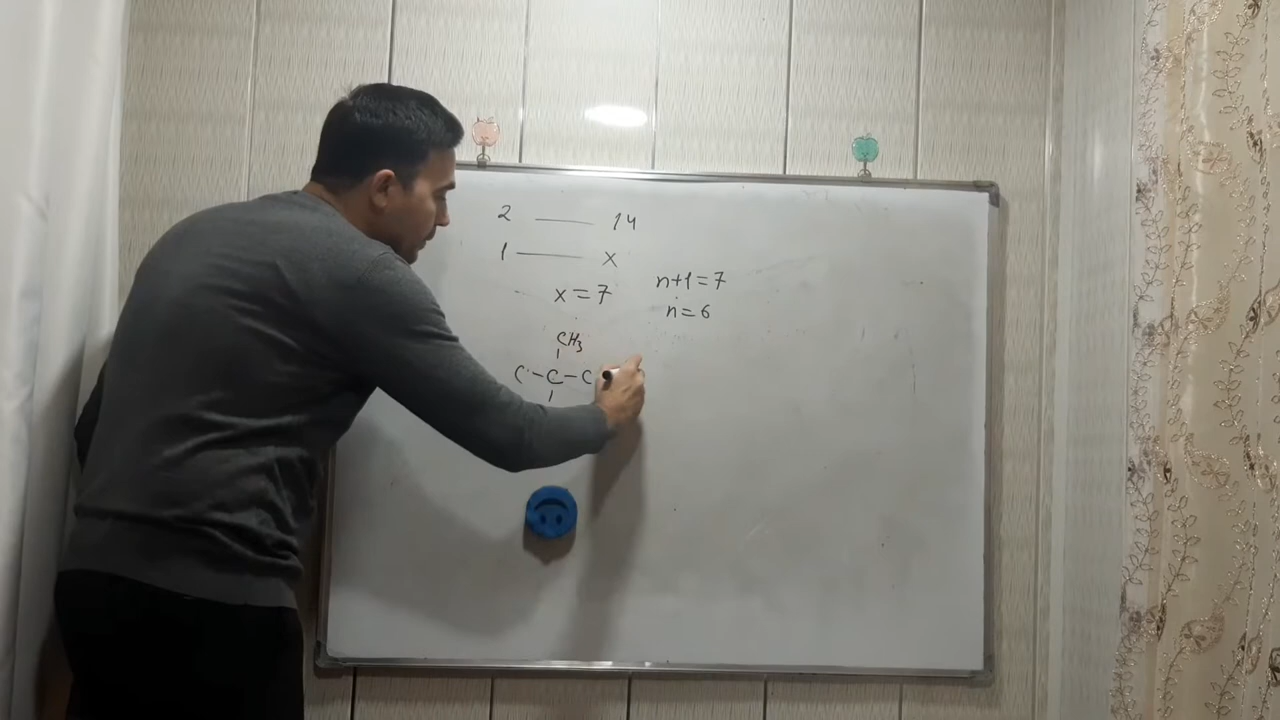 2 —— 14
1 —— x
x = 7
n+1=7
n=6
CH3
C-C-C